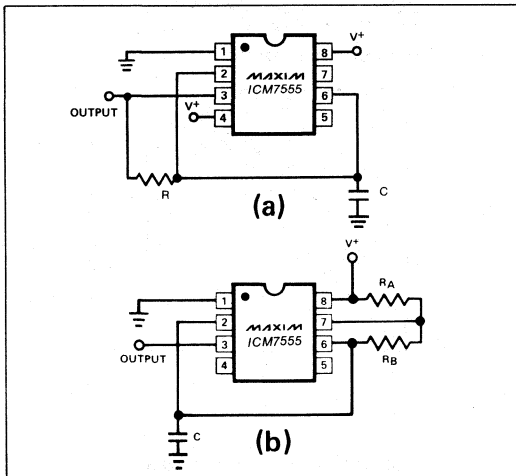 1 8 V+
2 MAXIM 7
OUTPUT 3 ICM7555 6
V+ 4 5
R C
(a)
V+
1 8 RA
2 MAXIM 7
OUTPUT 3 ICM7555 6 RB
4 5
C
(b)